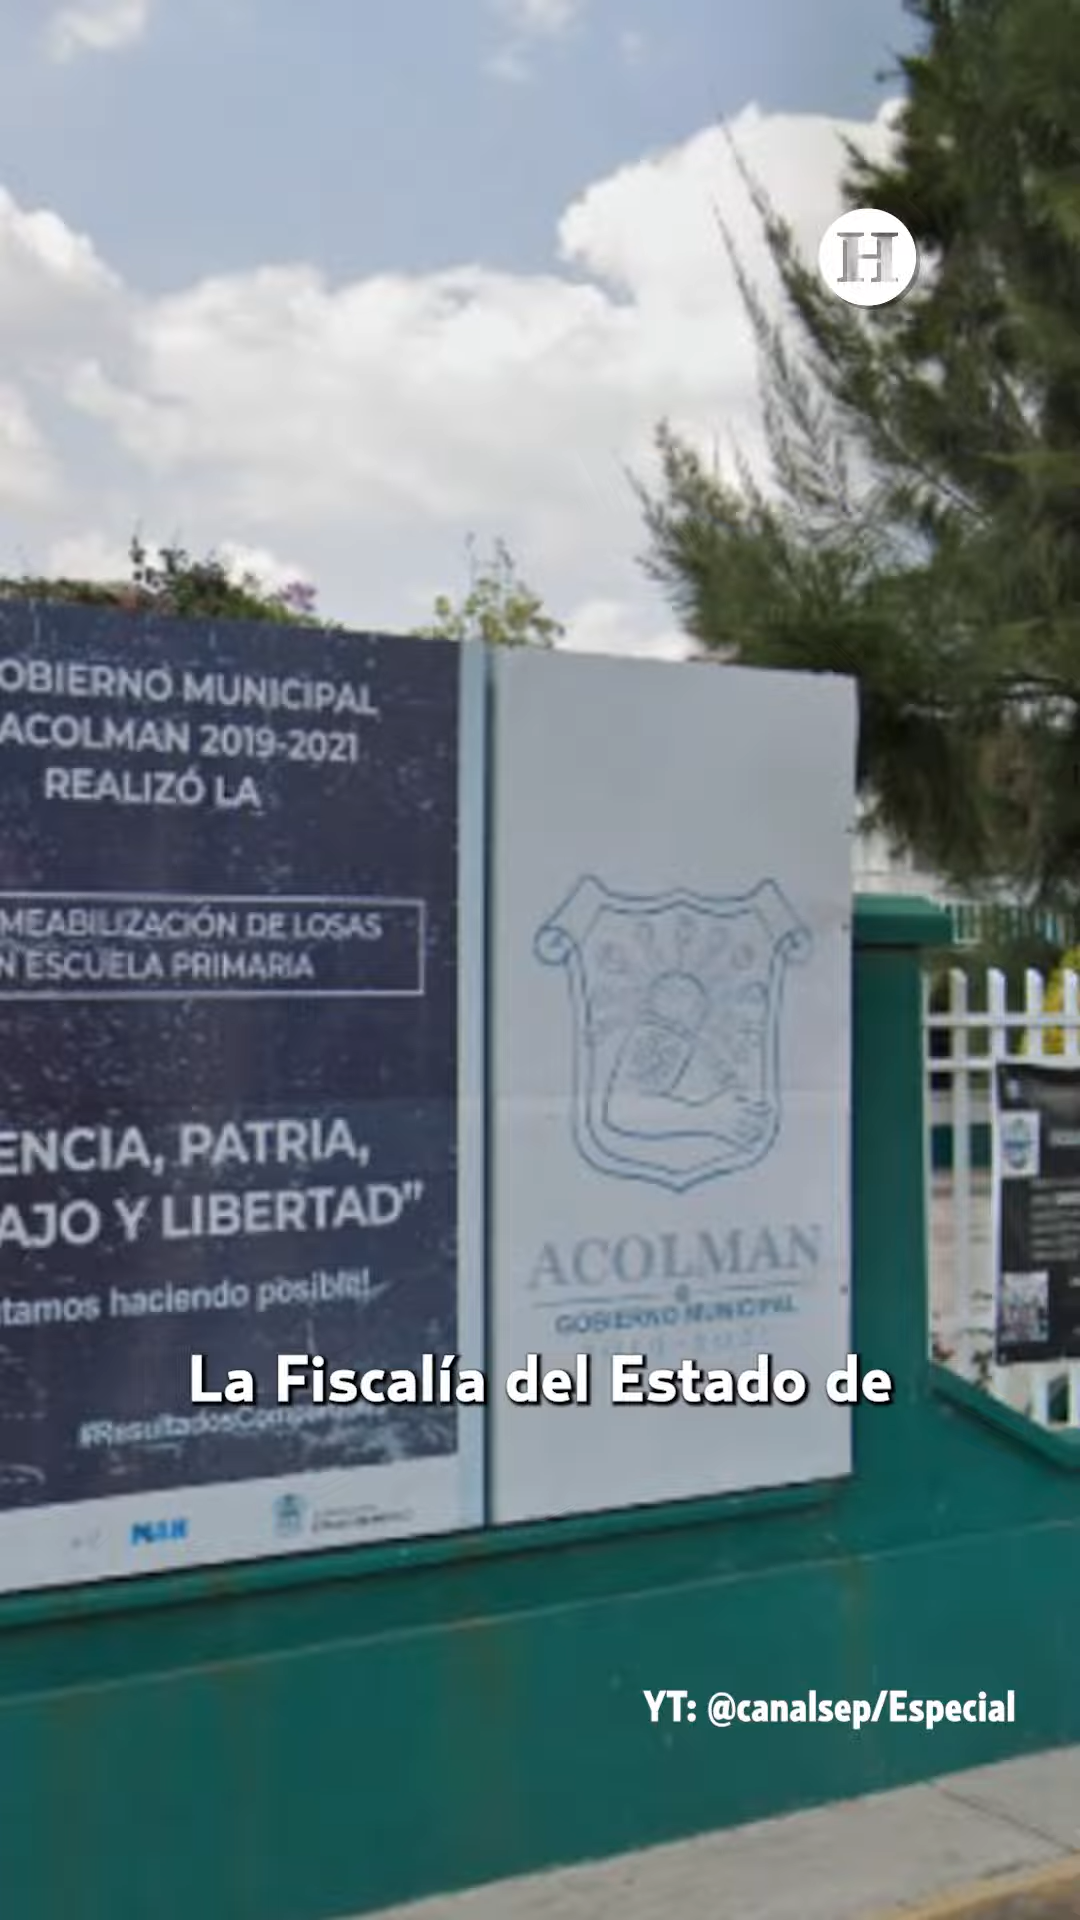 H
OBIERNO MUNICIPAL
ACOLMAN 2019-2021
REALIZÓ LA
MEABILIZACIÓN DE LOSAS
N ESCUELA PRIMARIA
ENCIA, PATRIA,
AJO Y LIBERTAD”
tamos haciendo posible!
ACOLMAN
GOBIERNO MUNICIPAL
La Fiscalía del Estado de
YT: @canalsep/Especial